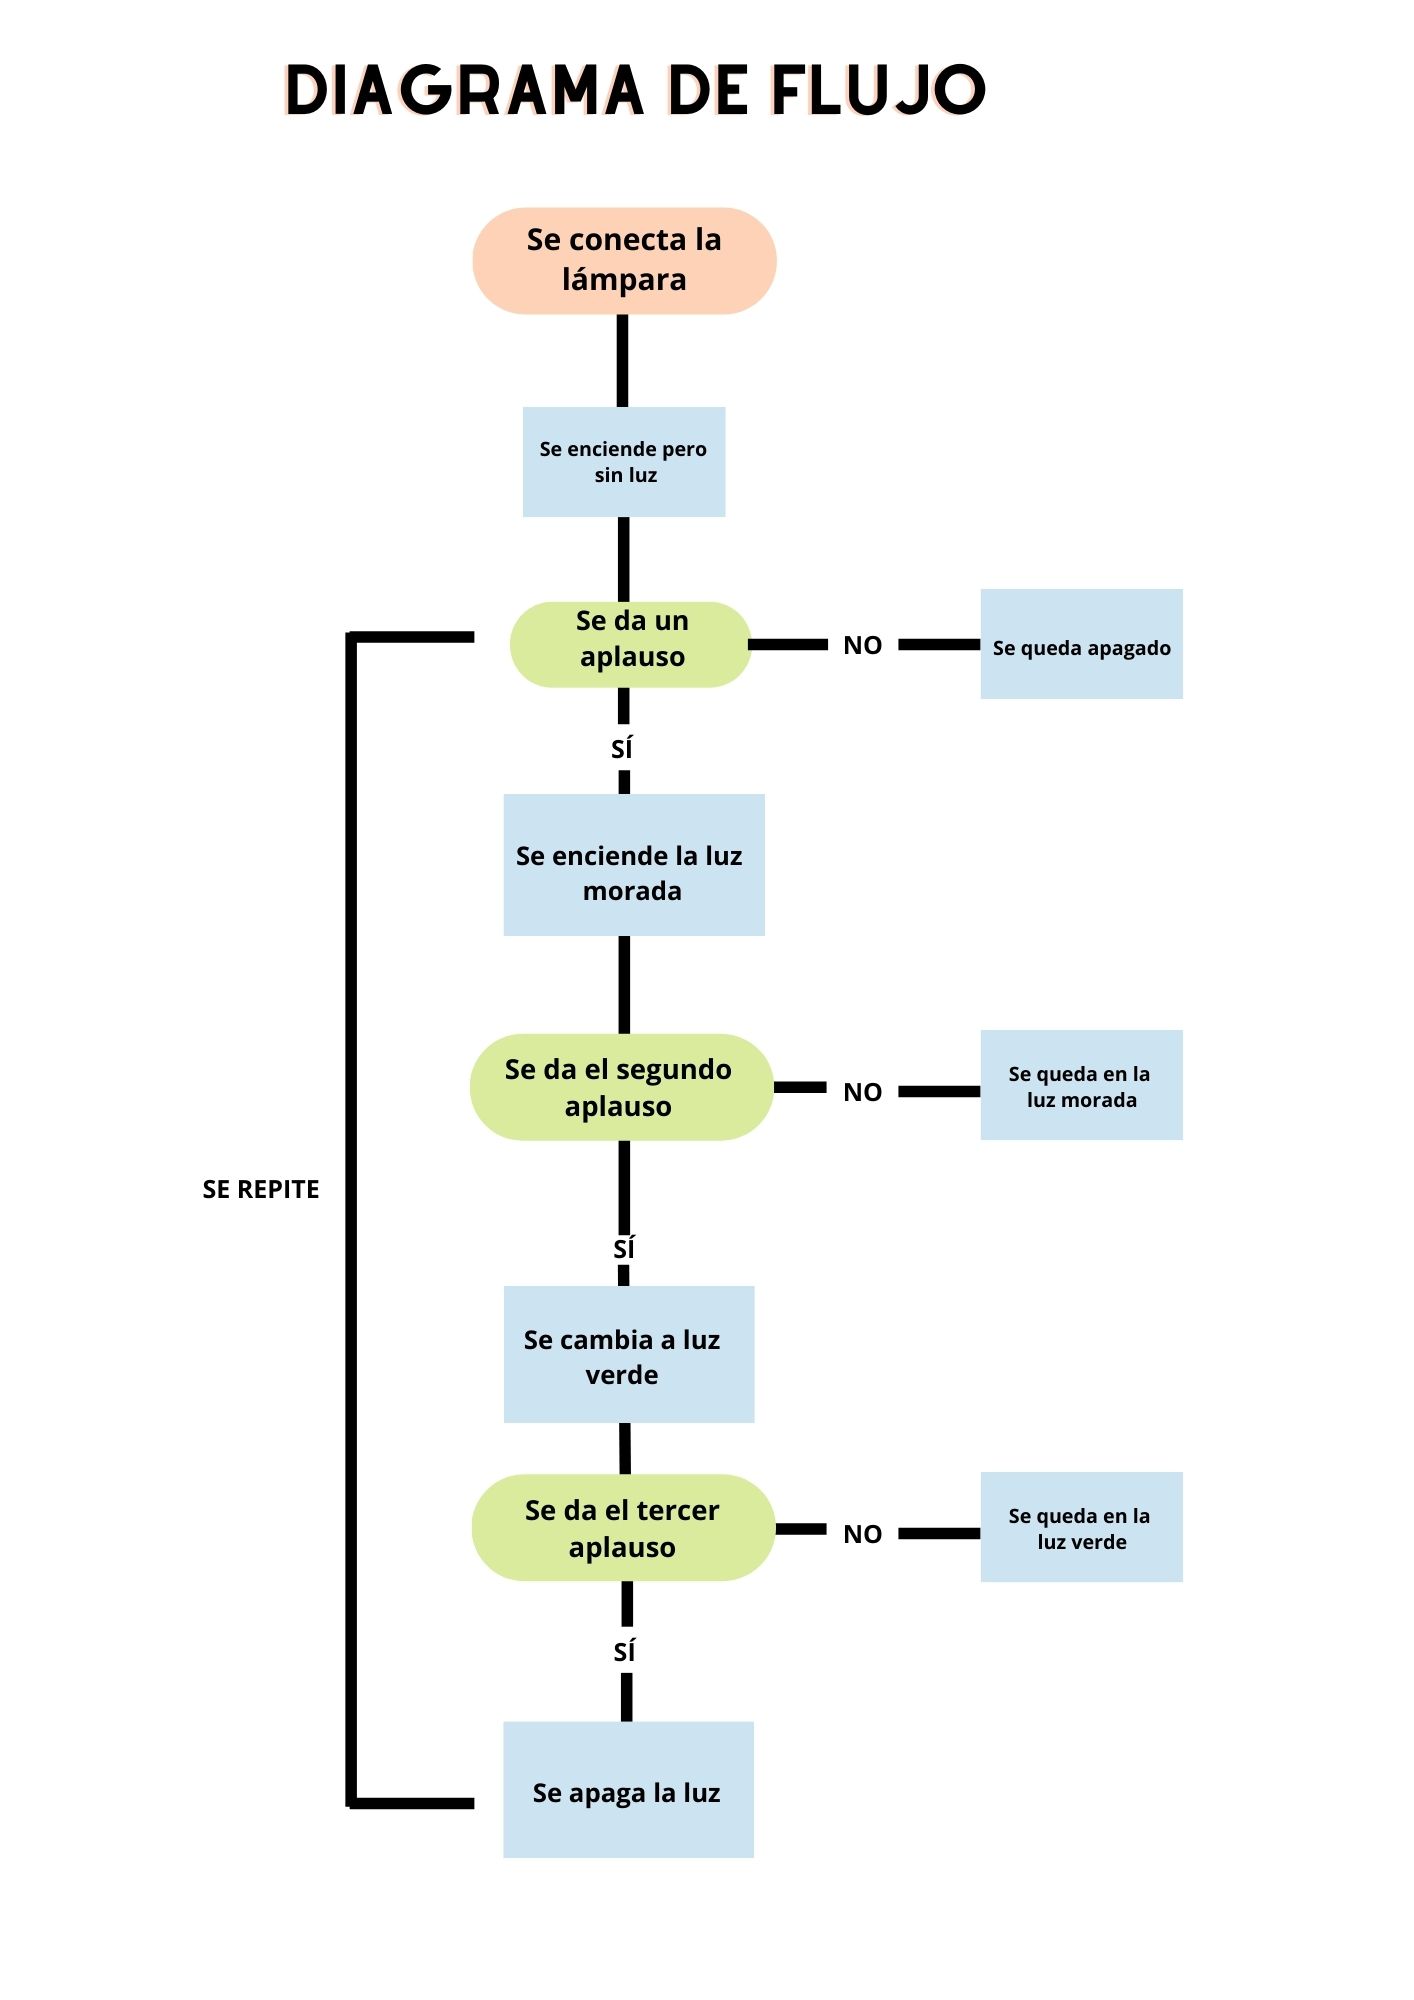 DIAGRAMA DE FLUJO
Se conecta la
lámpara
Se enciende pero
sin luz
Se da un
aplauso
NO
Se queda apagado
SÍ
Se enciende la luz
morada
Se da el segundo
aplauso
NO
Se queda en la
luz morada
SE REPITE
SÍ
Se cambia a luz
verde
Se da el tercer
aplauso
NO
Se queda en la
luz verde
SÍ
Se apaga la luz